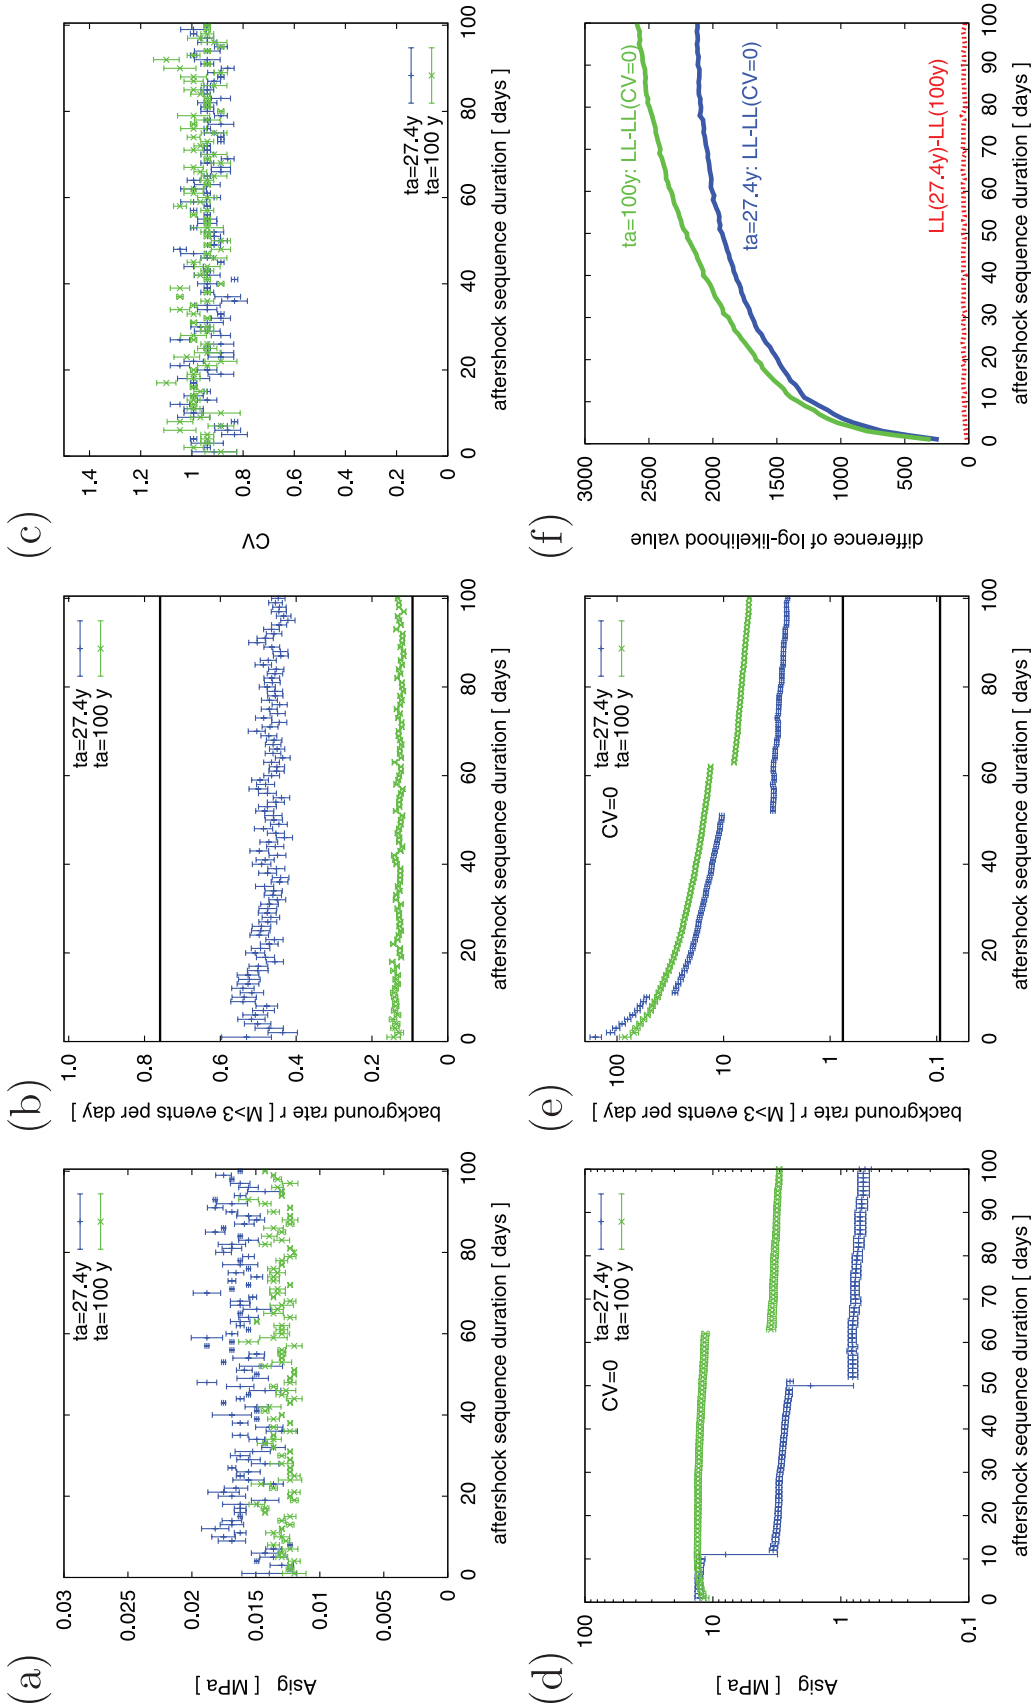 (a)
0.03
0.025
0.02
0.015
0.01
0.005
Asig [ MPa ]
ta=27.4y
ta=100 y
0 20 40 60 80 100
aftershock sequence duration [ days ]
(b)
1.0
0.8
0.6
0.4
0.2
0
background rate r [ M>3 events per day ]
ta=27.4y
ta=100 y
0 20 40 60 80 100
aftershock sequence duration [ days ]
(c)
1.4
1.2
1
0.8
0.6
0.4
0.2
0
CV
ta=27.4y
ta=100 y
0 20 40 60 80 100
aftershock sequence duration [ days ]
(d)
100
10
1
0.1
Asig [ MPa ]
CV=0
ta=27.4y
ta=100 y
0 10 20 30 40 50 60 70 80 90 100
aftershock sequence duration [ days ]
(e)
100
10
1
0.1
background rate r [ M>3 events per day ]
CV=0
ta=27.4y
ta=100 y
0 20 40 60 80 100
aftershock sequence duration [ days ]
(f)
3000
2500
2000
1500
1000
500
0
difference of log-likelihood value
ta=100y: LL-LL(CV=0)
ta=27.4y: LL-LL(CV=0)
LL(27.4y)-LL(100y)
0 10 20 30 40 50 60 70 80 90 100
aftershock sequence duration [ days ]